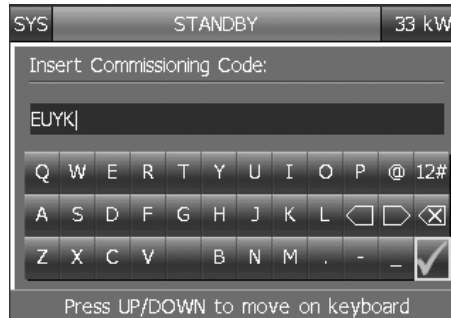 SYS STANDBY 33 kW
Insert Commissioning Code:
EUYK
Q W E R T Y U I O P @ 12#
A S D F G H J K L
Z X C V B N M . - _
Press UP/DOWN to move on keyboard